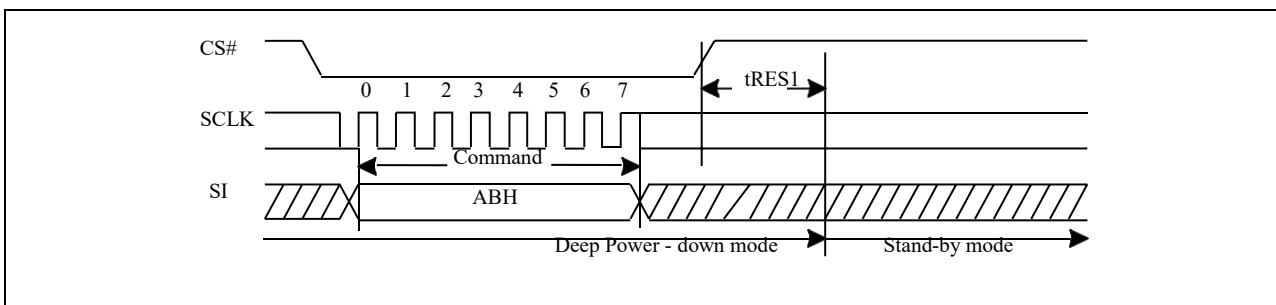 CS#
tRES1
0 1 2 3 4 5 6 7
SCLK
Command
SI
ABH
Deep Power - down mode Stand-by mode